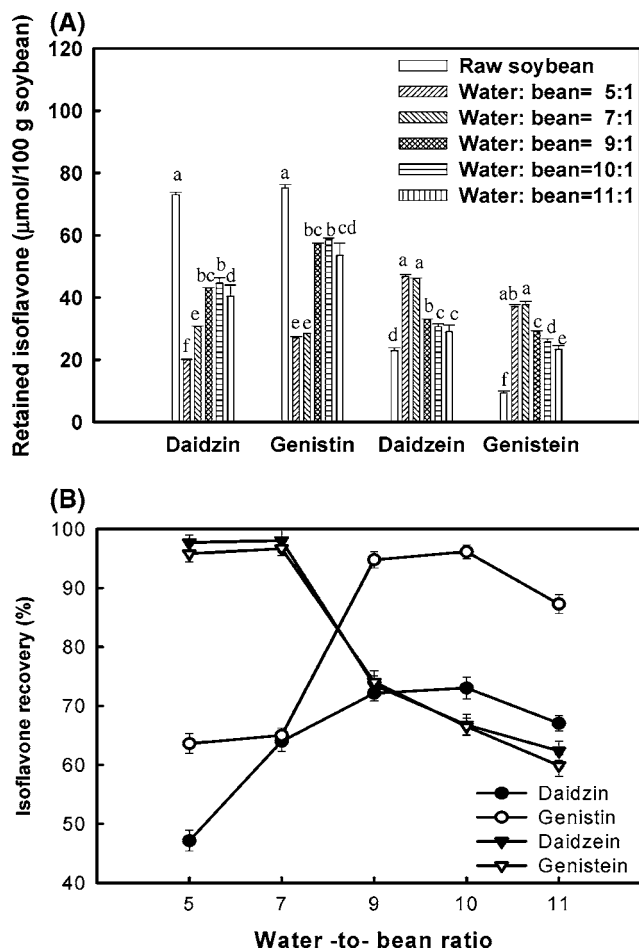 (A)
120
100
80
60
40
20
0
Retained isoflavone (μmol/100 g soybean)
Raw soybean
Water: bean= 5:1
Water: bean= 7:1
Water: bean= 9:1
Water: bean= 10:1
Water: bean=11:1
a
f
e
bc
b
d
a
e
e
bc
b
cd
d
a
a
b
c
c
f
ab
a
c
d
e
Daidzin
Genistin
Daidzein
Genistein
(B)
100
90
80
70
60
50
40
Isoflavone recovery (%)
Daidzin
Genistin
Daidzein
Genistein
5
7
9
10
11
Water -to- bean ratio